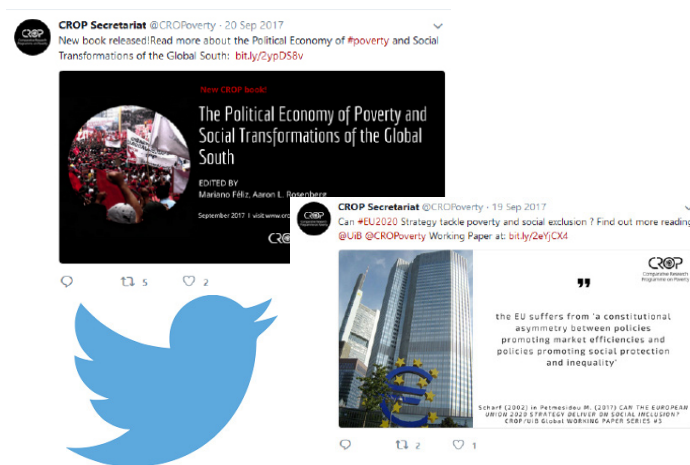 CROP Secretariat @CROPoverty · 20 Sep 2017
New book released!Read more about the Political Economy of #poverty and Social
Transformations of the Global South: bit.ly/2ypDS8v
CROP
New CROP book!
The Political Economy of Poverty and
Social Transformations of the Global
South
EDITED BY
Mariano Féliz, Aaron L. Rosenberg
September 2017 I visit www.cro
CRO
5
2
CROP Secretariat @CROPoverty · 19 Sep 2017
Can #EU2020 Strategy tackle poverty and social exclusion ? Find out more reading
@UiB @CROPoverty Working Paper at: bit.ly/2eYjCX4
CROP
CROP
Comparative Research
Programme on Poverty
"
the EU suffers from 'a constitutional
asymmetry between policies
promoting market efficiencies and
policies promoting social protection
and inequality'
Scharf (2002) in Petmesidou M. (2017) CAN THE EUROPEAN
UNION 2020 STRATEGY DELIVER ON SOCIAL INCLUSION?
CROP/UiB Global WORKING PAPER SERIES #3
2
1